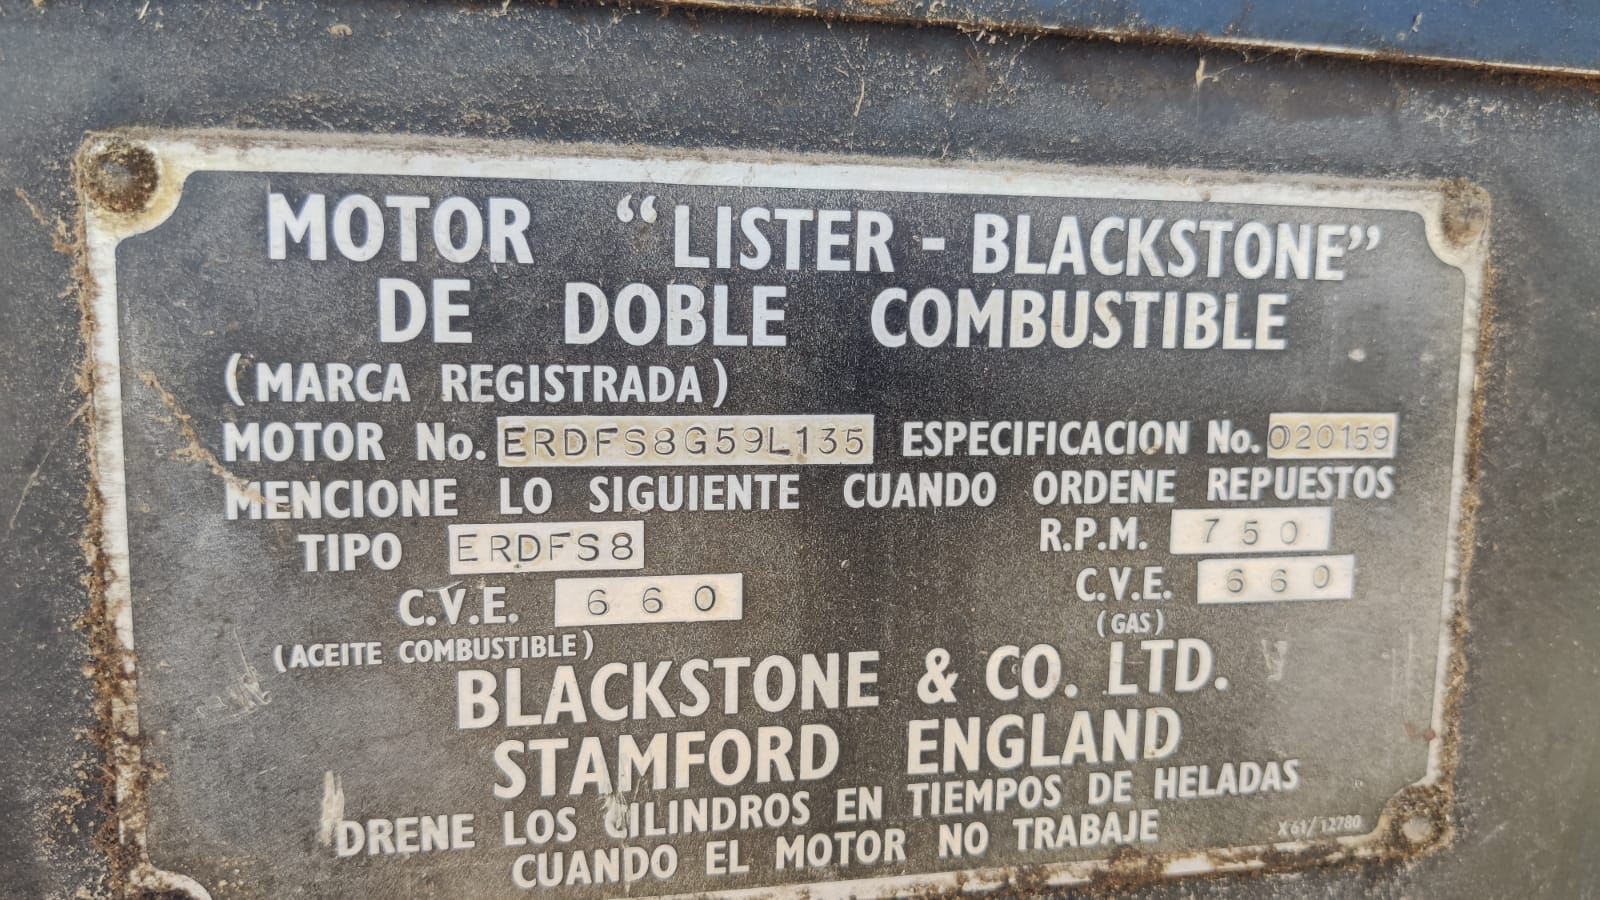 MOTOR “LISTER - BLACKSTONE”
DE DOBLE COMBUSTIBLE
(MARCA REGISTRADA)
MOTOR No. ERDFS8G59L135 ESPECIFICACION No. 020159
MENCIONE LO SIGUIENTE CUANDO ORDENE REPUESTOS
TIPO ERDFS8 R.P.M. 750
C.V.E. 660 C.V.E. 660
(ACEITE COMBUSTIBLE) (GAS)
BLACKSTONE & CO. LTD.
STAMFORD ENGLAND
DRENE LOS CILINDROS EN TIEMPOS DE HELADAS
CUANDO EL MOTOR NO TRABAJE
X61/12780